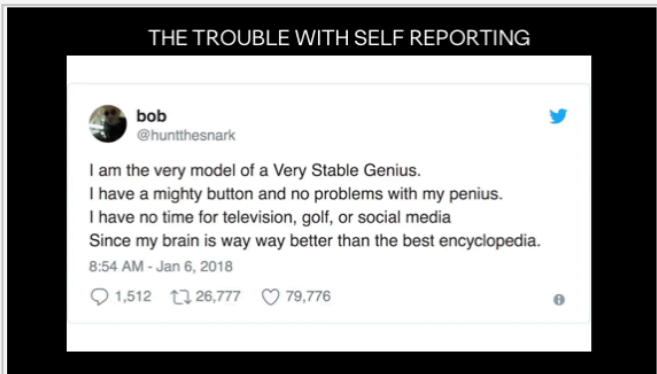 THE TROUBLE WITH SELF REPORTING
bob
@huntthesnark
I am the very model of a Very Stable Genius.
I have a mighty button and no problems with my penius.
I have no time for television, golf, or social media
Since my brain is way way better than the best encyclopedia.
8:54 AM - Jan 6, 2018
1,512 26,777 79,776